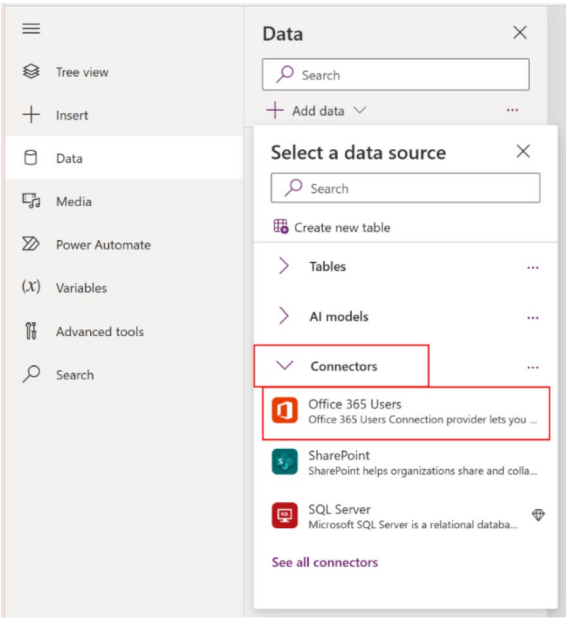 Tree view
Insert
Data
Media
Power Automate
(x) Variables
Advanced tools
Search
Data
Search
Add data
...
Select a data source
Search
Create new table
Tables
...
AI models
...
Connectors
...
Office 365 Users
Office 365 Users Connection provider lets you ...
SharePoint
SharePoint helps organizations share and colla...
SQL Server
Microsoft SQL Server is a relational databa...
See all connectors